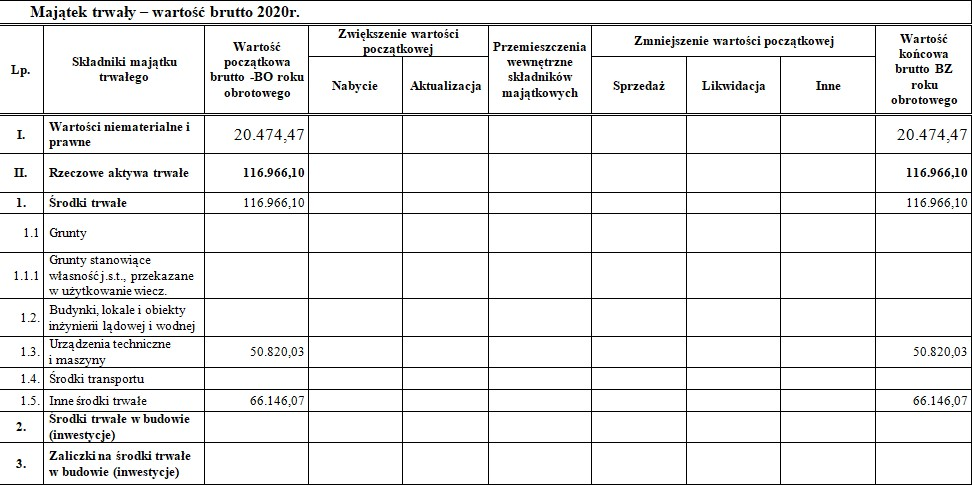 Majątek trwały – wartość brutto 2020r.
Lp.
Składniki majątku
trwałego
Wartość
początkowa
brutto -BO roku
obrotowego
Zwiększenie wartości
początkowej
Nabycie
Aktualizacja
Przemieszczenia
wewnętrzne
składników
majątkowych
Zmniejszenie wartości początkowej
Sprzedaż
Likwidacja
Inne
Wartość
końcowa
brutto BZ
roku
obrotowego
I.
Wartości niematerialne i
prawne
20.474,47
20.474,47
II.
Rzeczowe aktywa trwałe
116.966,10
116.966,10
1.
Środki trwałe
116.966,10
116.966,10
1.1
Grunty
1.1.1
Grunty stanowiące
własność j.s.t., przekazane
w użytkowanie wiecz.
1.2.
Budynki, lokale i obiekty
inżynierii lądowej i wodnej
1.3.
Urządzenia techniczne
i maszyny
50.820,03
50.820,03
1.4.
Środki transportu
1.5.
Inne środki trwałe
66.146,07
66.146,07
2.
Środki trwałe w budowie
(inwestycje)
3.
Zaliczki na środki trwałe
w budowie (inwestycje)